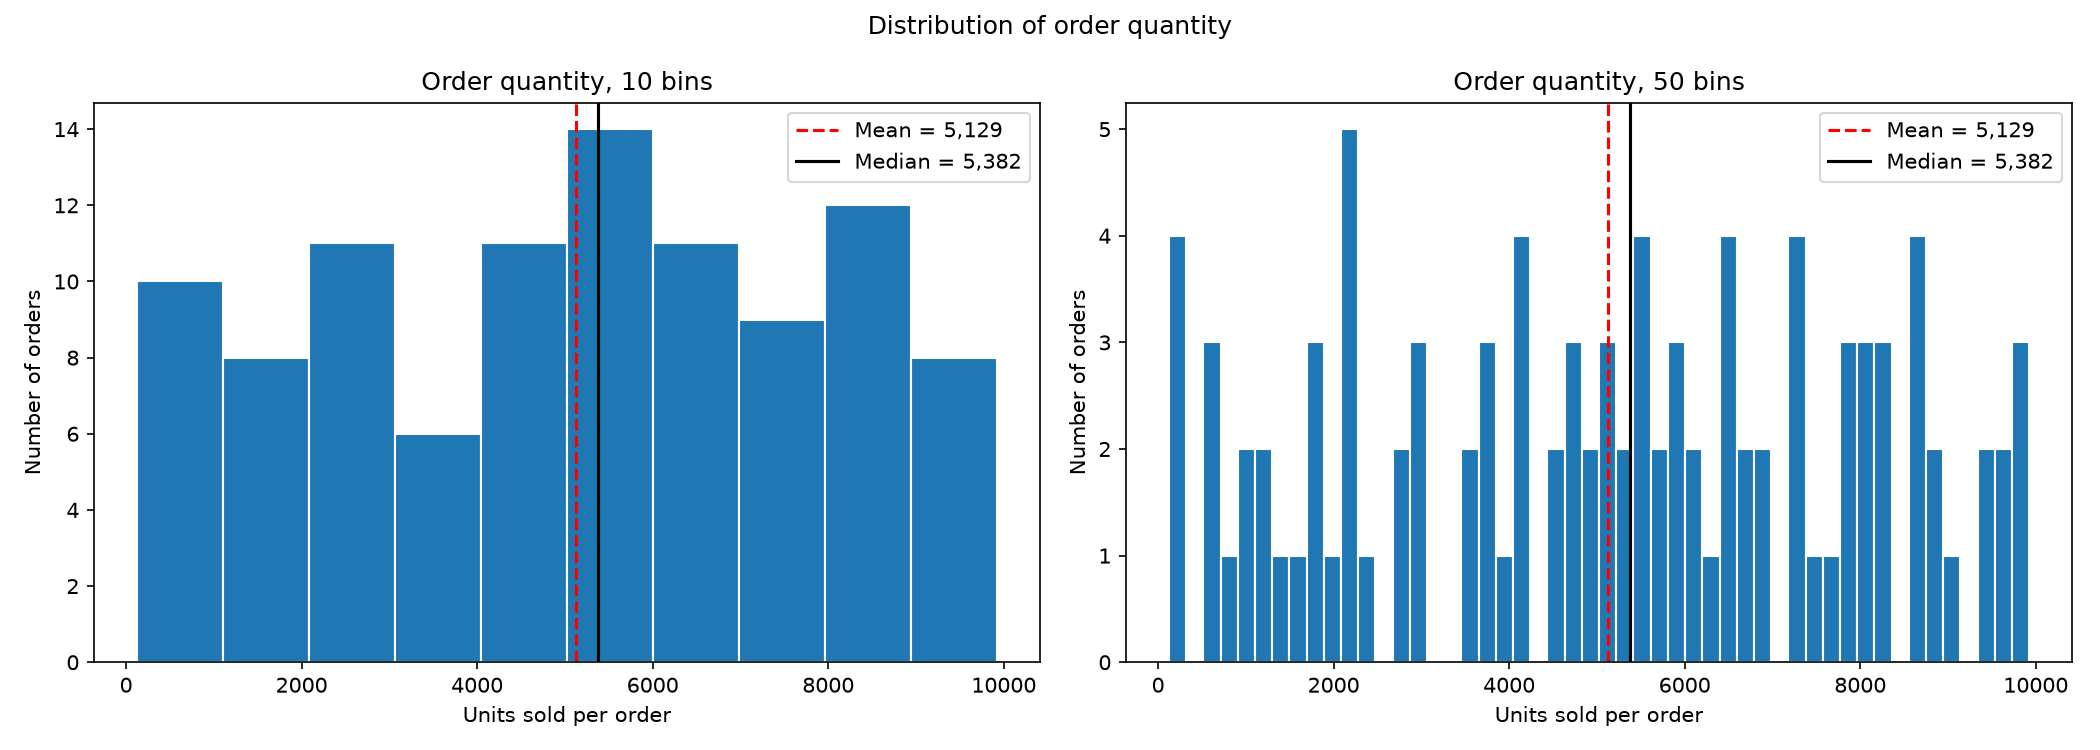 Distribution of order quantity
Order quantity, 10 bins
Mean = 5,129
Median = 5,382
Number of orders
14
12
10
8
6
4
2
0
0 2000 4000 6000 8000 10000
Units sold per order
Order quantity, 50 bins
Mean = 5,129
Median = 5,382
Number of orders
5
4
3
2
1
0
0 2000 4000 6000 8000 10000
Units sold per order